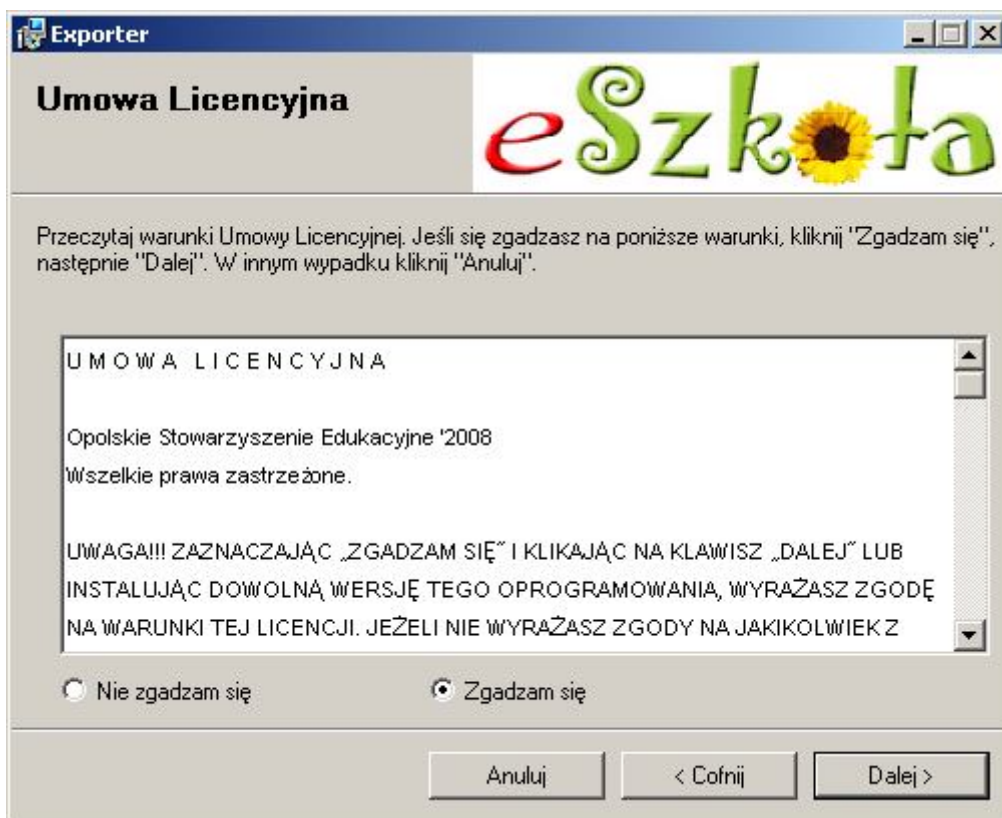 Exporter
Umowa Licencyjna
eSzkoła
Przeczytaj warunki Umowy Licencyjnej. Jeśli się zgadzasz na poniższe warunki, kliknij "Zgadzam się",
następnie "Dalej". W innym wypadku kliknij "Anuluj".
UMOWA LICENCYJNA
Opolskie Stowarzyszenie Edukacyjne '2008
Wszelkie prawa zastrzeżone.
UWAGA!!! ZAZNACZAJĄC „ZGADZAM SIĘ” I KLIKAJĄC NA KLAWISZ „DALEJ” LUB
INSTALUJĄC DOWOLNĄ WERSJĘ TEGO OPROGRAMOWANIA, WYRAŻASZ ZGODĘ
NA WARUNKI TEJ LICENCJI. JEŻELI NIE WYRAŻASZ ZGODY NA JAKIKOLWIEK Z
Nie zgadzam się
Zgadzam się
Anuluj
< Cofnij
Dalej >